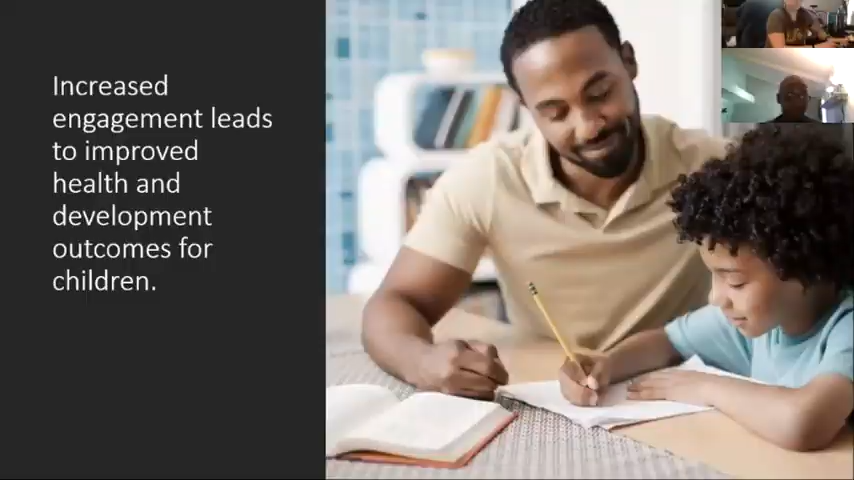 Increased
engagement leads
to improved
health and
development
outcomes for
children.